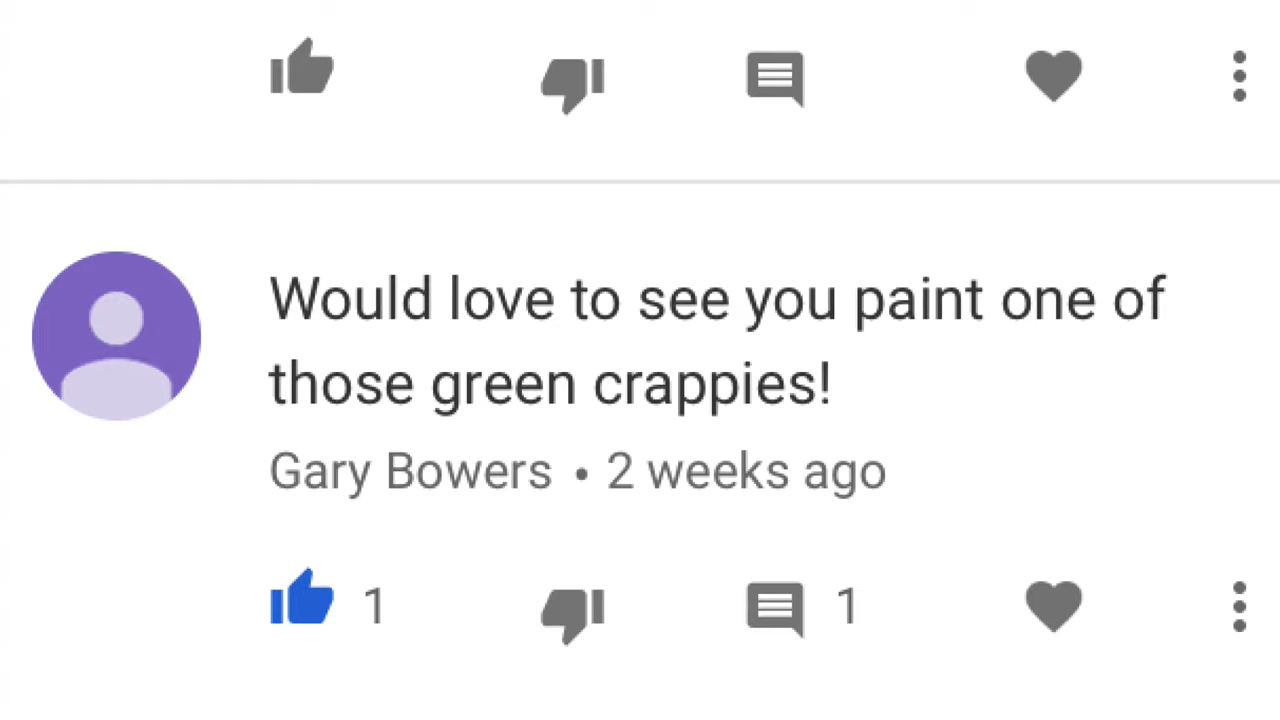 Would love to see you paint one of
those green crappies!
Gary Bowers • 2 weeks ago
1 1